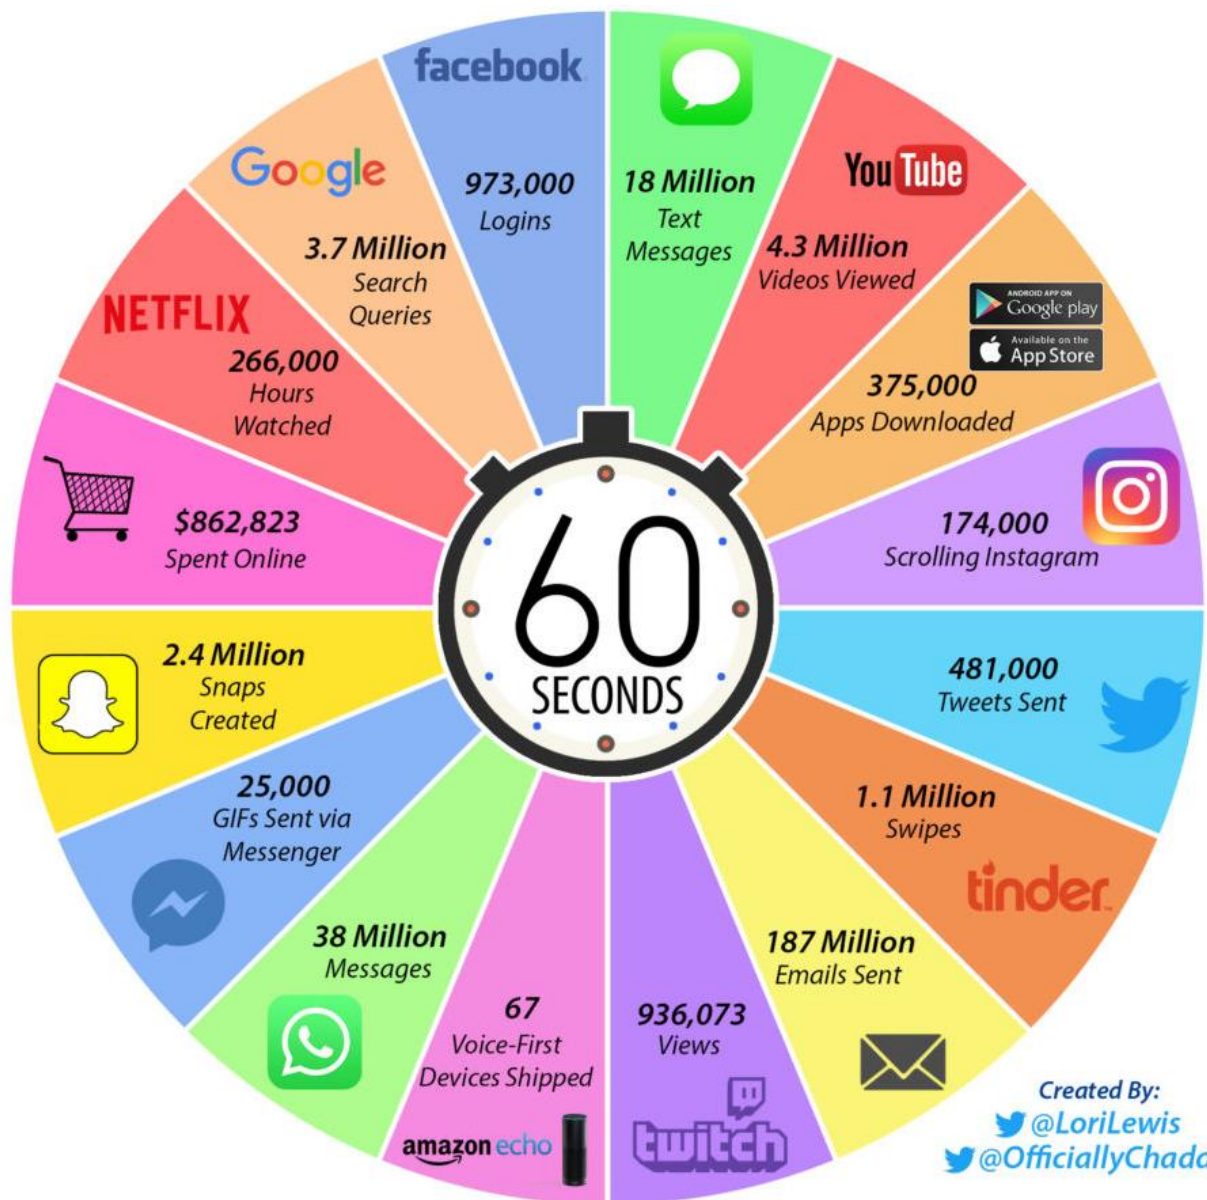 facebook
973,000
Logins
18 Million
Text
Messages
YouTube
4.3 Million
Videos Viewed
ANDROID APP ON
Google play
Available on the
App Store
375,000
Apps Downloaded
174,000
Scrolling Instagram
481,000
Tweets Sent
1.1 Million
Swipes
tinder
187 Million
Emails Sent
936,073
Views
twitch
67
Voice-First
Devices Shipped
amazon echo
38 Million
Messages
25,000
GIFs Sent via
Messenger
2.4 Million
Snaps
Created
$862,823
Spent Online
NETFLIX
266,000
Hours
Watched
Google
3.7 Million
Search
Queries
60
SECONDS
Created By:
@LoriLewis
@OfficiallyChadd